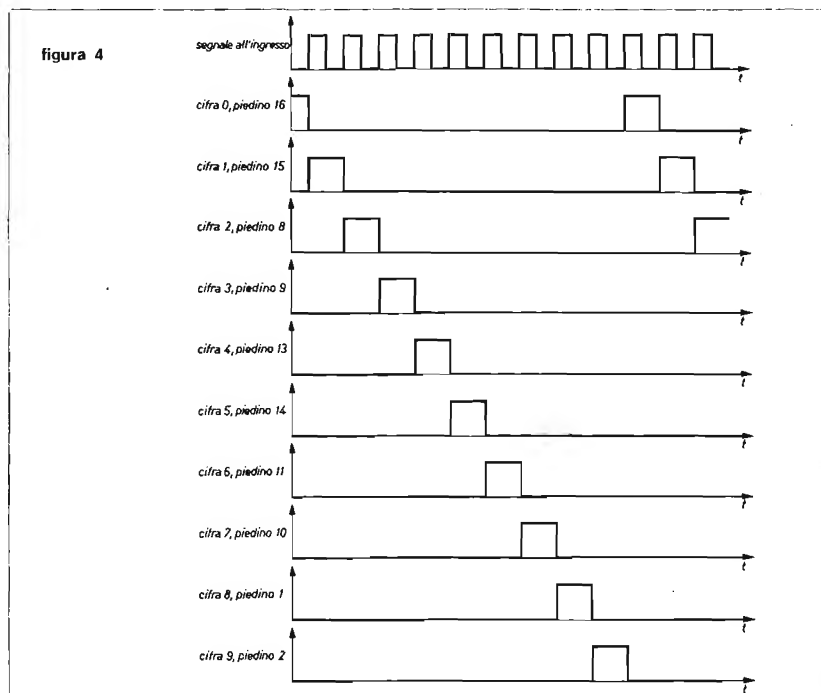 figura 4
segnale all'ingresso
t
cifra 0, piedino 16
t
cifra 1, piedino 15
t
cifra 2, piedino 8
t
cifra 3, piedino 9
t
cifra 4, piedino 13
t
cifra 5, piedino 14
t
cifra 6, piedino 11
t
cifra 7, piedino 10
t
cifra 8, piedino 1
t
cifra 9, piedino 2
t